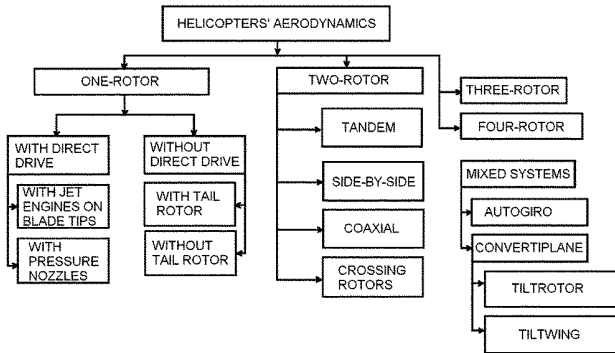 HELICOPTERS' AERODYNAMICS
ONE-ROTOR
TWO-ROTOR
THREE-ROTOR
FOUR-ROTOR
WITH DIRECT
DRIVE
WITHOUT
DIRECT DRIVE
WITH JET
ENGINES ON
BLADE TIPS
WITH
PRESSURE
NOZZLES
WITH TAIL
ROTOR
WITHOUT
TAIL ROTOR
TANDEM
SIDE-BY-SIDE
COAXIAL
CROSSING
ROTORS
MIXED SYSTEMS
AUTOGIRO
CONVERTIPLANE
TILTROTOR
TILTWING